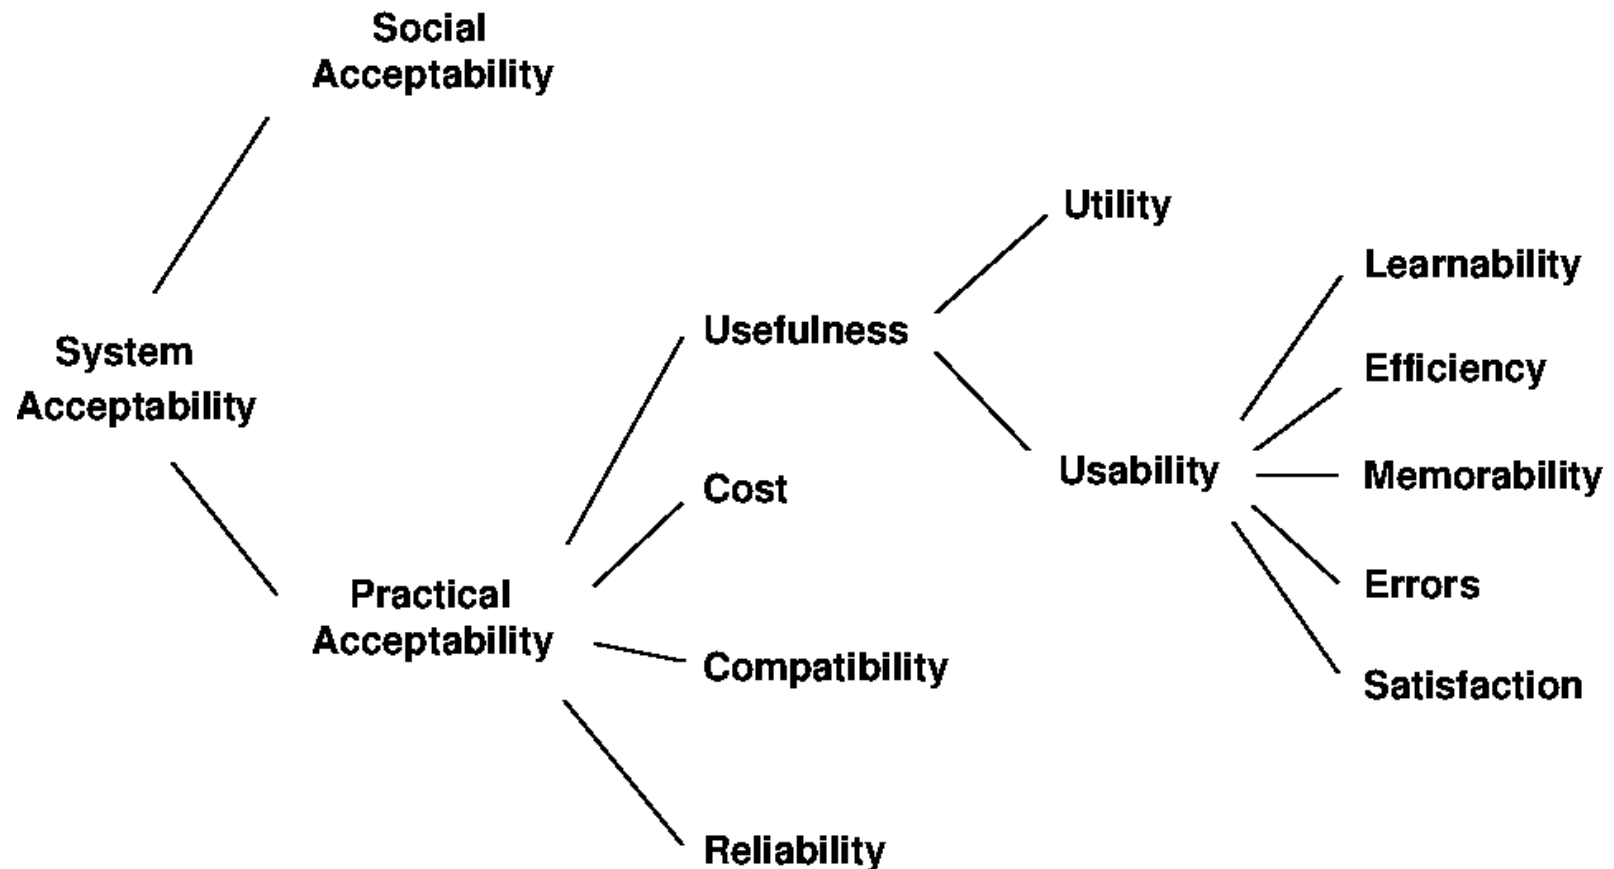 Social
Acceptability
System
Acceptability
Practical
Acceptability
Usefulness
Cost
Compatibility
Reliability
Utility
Usability
Learnability
Efficiency
Memorability
Errors
Satisfaction